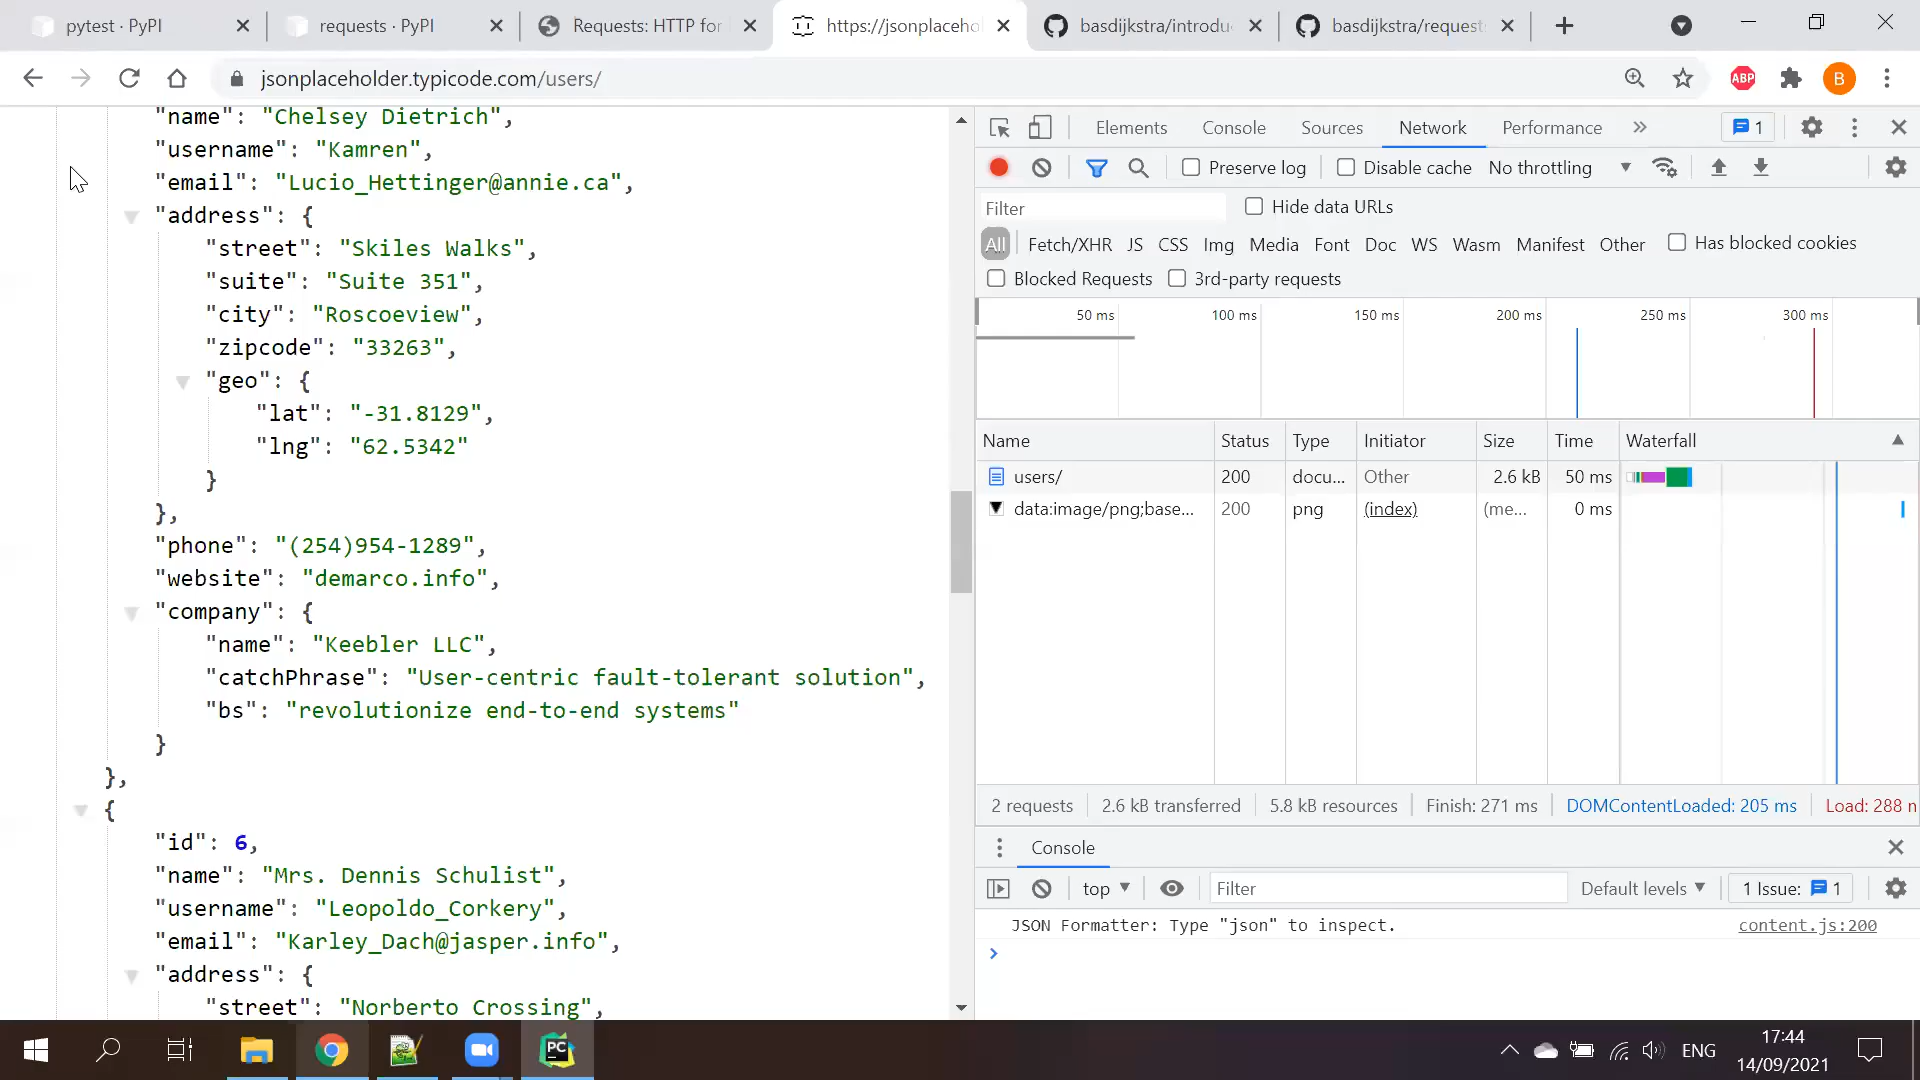 pytest · PyPI
requests · PyPI
Requests: HTTP for
https://jsonplaceho
basdijkstra/introdu
basdijkstra/request
jsonplaceholder.typicode.com/users/
ABP
B
"name": "Chelsey Dietrich",
"username": "Kamren",
"email": "Lucio_Hettinger@annie.ca",
"address": {
"street": "Skiles Walks",
"suite": "Suite 351",
"city": "Roscoeview",
"zipcode": "33263",
"geo": {
"lat": "-31.8129",
"lng": "62.5342"
}
},
"phone": "(254)954-1289",
"website": "demarco.info",
"company": {
"name": "Keebler LLC",
"catchPhrase": "User-centric fault-tolerant solution",
"bs": "revolutionize end-to-end systems"
}
},
{
"id": 6,
"name": "Mrs. Dennis Schulist",
"username": "Leopoldo_Corkery",
"email": "Karley_Dach@jasper.info",
"address": {
"street": "Norberto Crossing",
Elements Console Sources Network Performance » 1
Preserve log Disable cache No throttling
Filter Hide data URLs
All Fetch/XHR JS CSS Img Media Font Doc WS Wasm Manifest Other Has blocked cookies
Blocked Requests 3rd-party requests
50 ms 100 ms 150 ms 200 ms 250 ms 300 ms
Name Status Type Initiator Size Time Waterfall
users/ 200 docu... Other 2.6 kB 50 ms
data:image/png;base... 200 png (index) (me... 0 ms
2 requests 2.6 kB transferred 5.8 kB resources Finish: 271 ms DOMContentLoaded: 205 ms Load: 288 n
Console
top Filter Default levels 1 Issue: 1
JSON Formatter: Type "json" to inspect. content.js:200
PC
ENG
17:44
14/09/2021